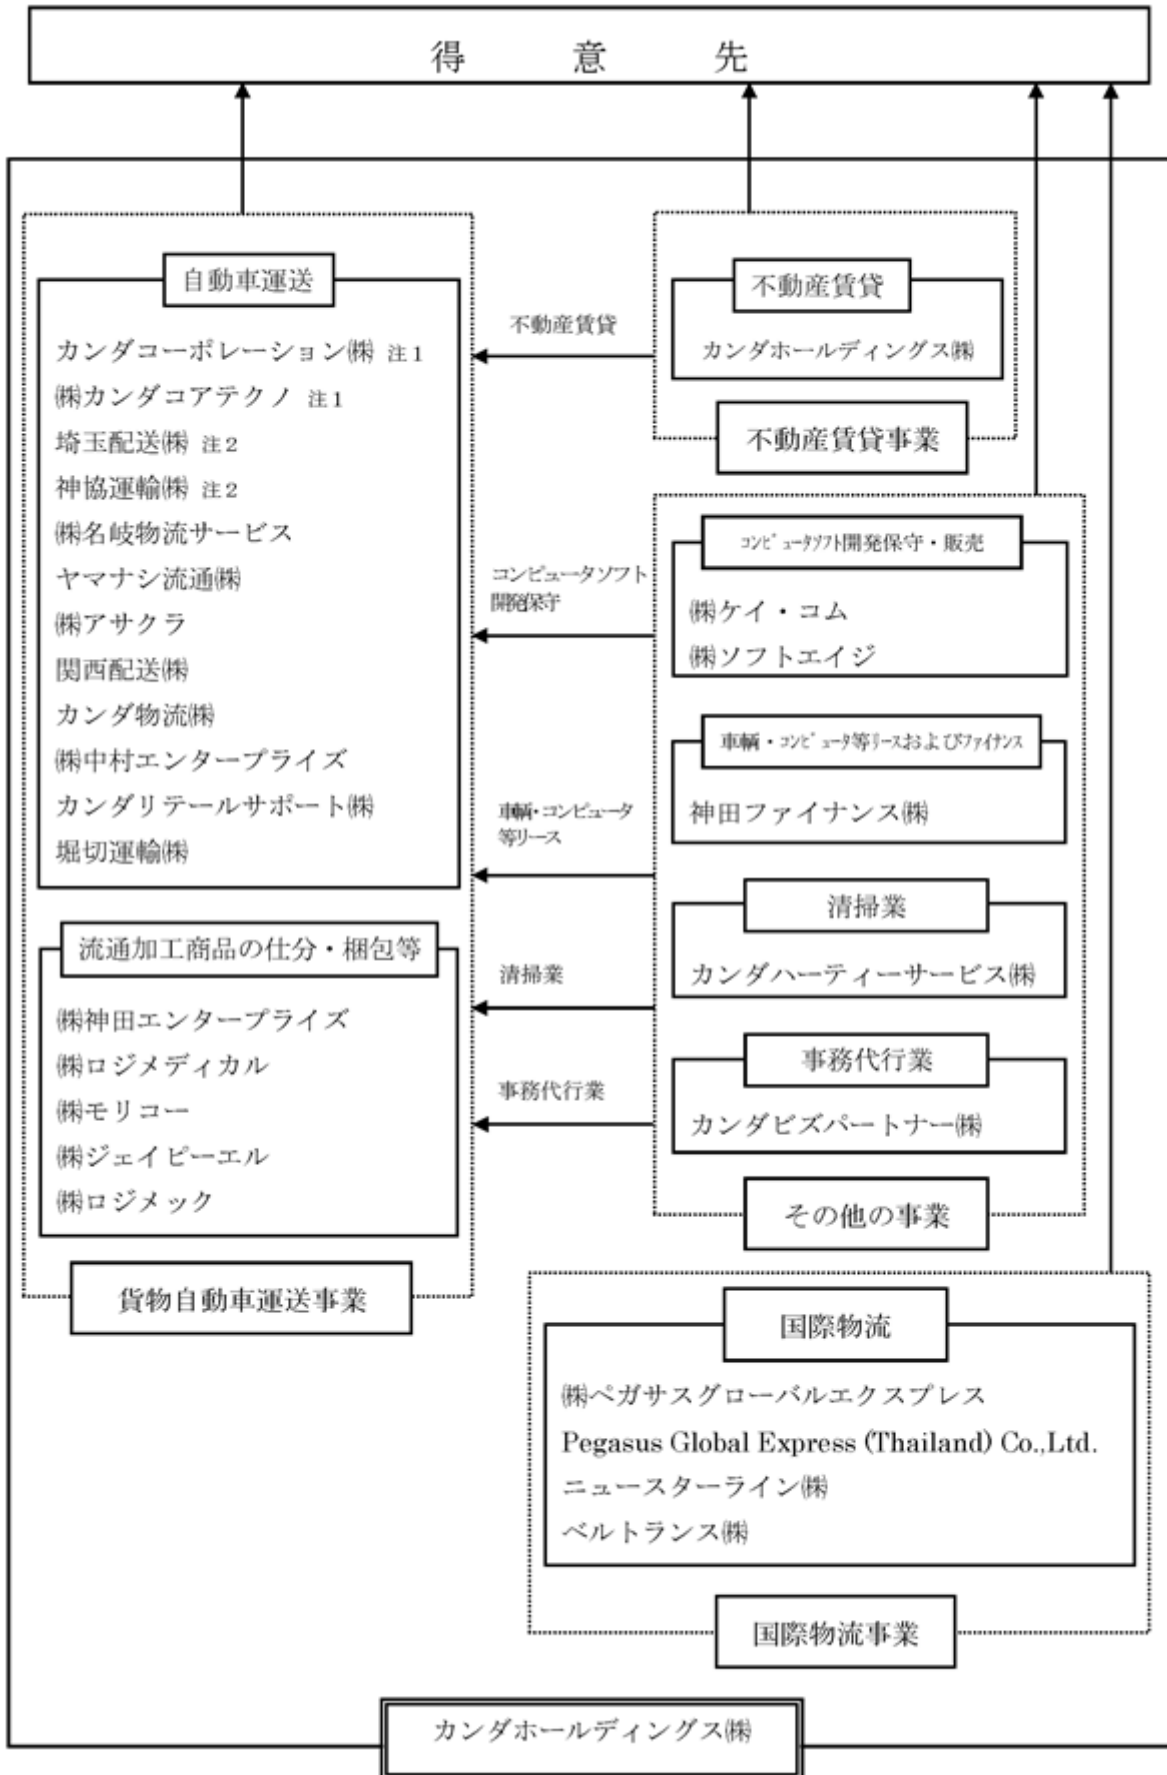 得意先
自動車運送
カンダコーポレーション㈱ 注1
㈱カンダコアテクノ 注1
埼玉配送㈱ 注2
神協運輸㈱ 注2
㈱名岐物流サービス
ヤマナシ流通㈱
㈱アサクラ
関西配送㈱
カンダ物流㈱
㈱中村エンタープライズ
カンダリテールサポート㈱
堀切運輸㈱
流通加工商品の仕分・梱包等
㈱神田エンタープライズ
㈱ロジメディカル
㈱モリコー
㈱ジェイピーエル
㈱ロジメック
貨物自動車運送事業
不動産賃貸
コンピュータソフト
開発保守
車輌・コンピュータ
等リース
清掃業
事務代行業
不動産賃貸
カンダホールディングス㈱
不動産賃貸事業
コンピュータソフト開発保守・販売
㈱ケイ・コム
㈱ソフトエイジ
車輌・コンピュータ等リースおよびファイナンス
神田ファイナンス㈱
清掃業
カンダハーティーサービス㈱
事務代行業
カンダビズパートナー㈱
その他の事業
国際物流
㈱ペガサスグローバルエクスプレス
Pegasus Global Express (Thailand) Co.,Ltd.
ニュースターライン㈱
ベルトランス㈱
国際物流事業
カンダホールディングス㈱